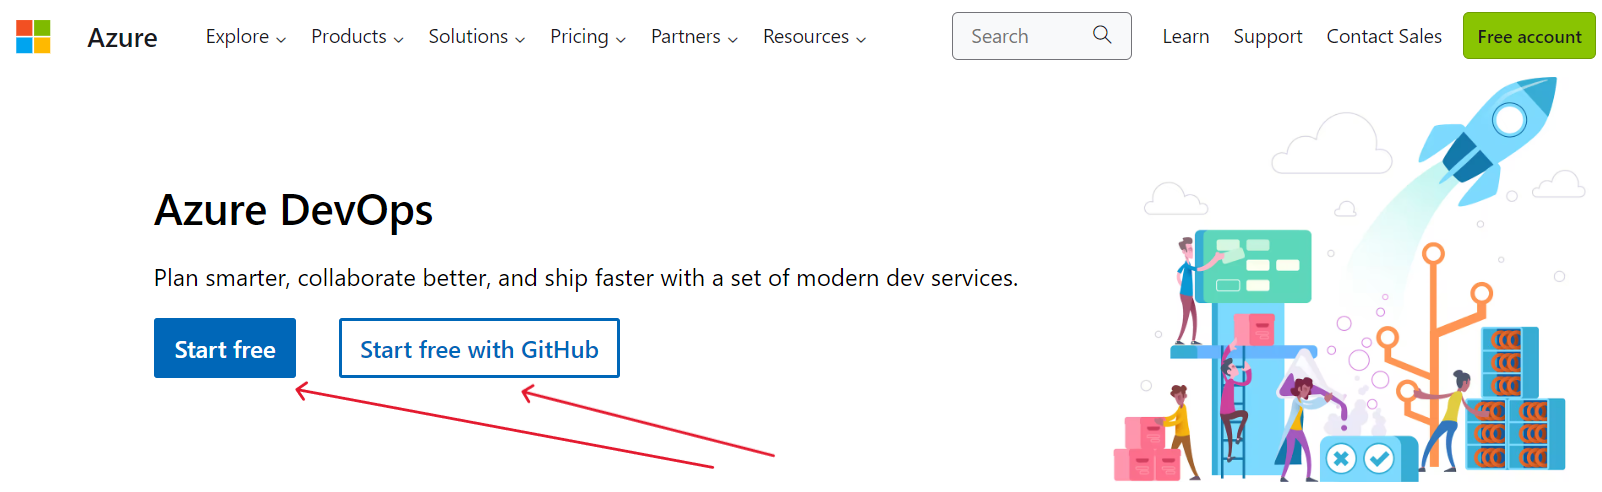 Azure Explore Products Solutions Pricing Partners Resources Search Learn Support Contact Sales Free account
Azure DevOps
Plan smarter, collaborate better, and ship faster with a set of modern dev services.
Start free Start free with GitHub